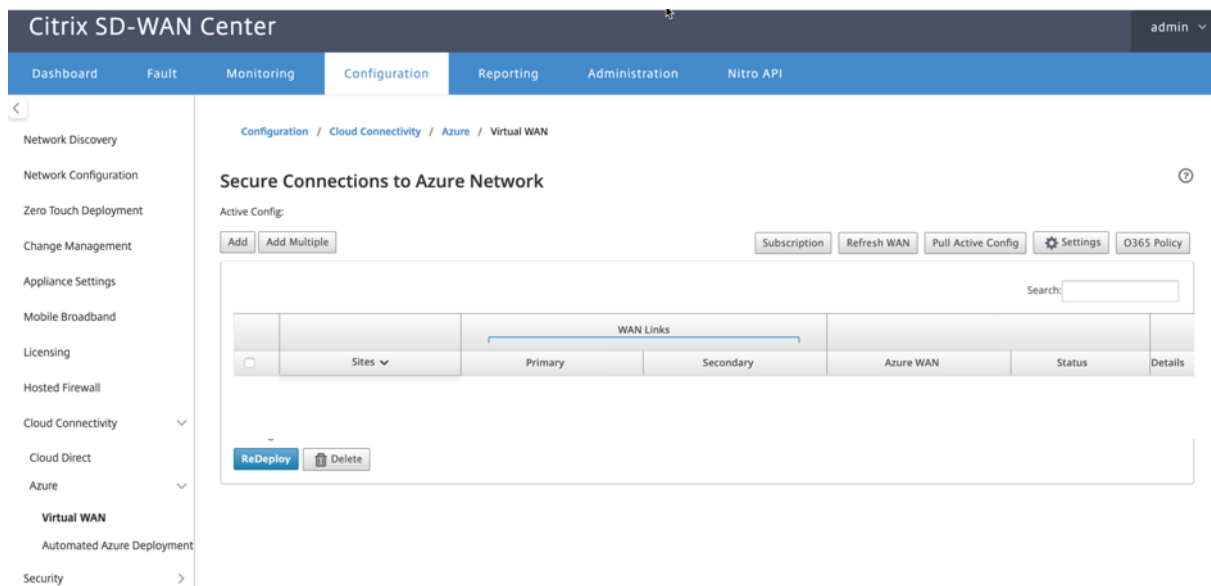 Citrix SD-WAN Center
admin
Dashboard Fault Monitoring Configuration Reporting Administration Nitro API
Network Discovery
Network Configuration
Zero Touch Deployment
Change Management
Appliance Settings
Mobile Broadband
Licensing
Hosted Firewall
Cloud Connectivity
Cloud Direct
Azure
Virtual WAN
Automated Azure Deployment
Security
Configuration / Cloud Connectivity / Azure / Virtual WAN
Secure Connections to Azure Network
Active Config:
Add Add Multiple Subscription Refresh WAN Pull Active Config Settings O365 Policy
Search:
WAN Links
Sites Primary Secondary Azure WAN Status Details
ReDeploy Delete